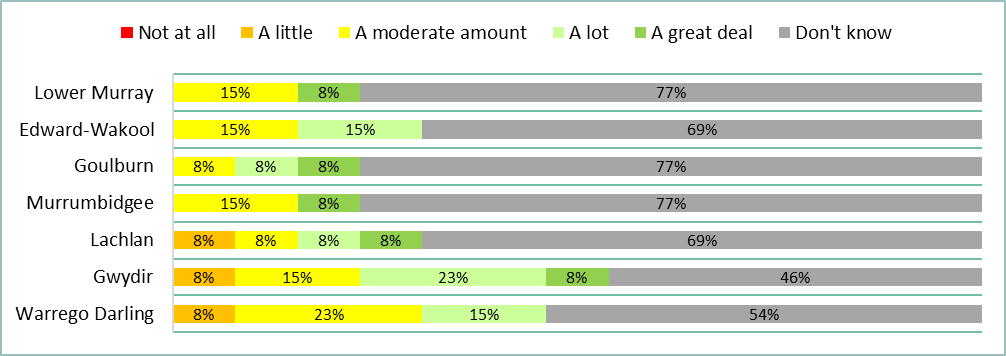 Not at all A little A moderate amount A lot A great deal Don't know
Lower Murray 15% 8% 77%
Edward-Wakool 15% 15% 69%
Goulburn 8% 8% 8% 77%
Murrumbidgee 15% 8% 77%
Lachlan 8% 8% 8% 8% 69%
Gwydir 8% 15% 23% 8% 46%
Warrego Darling 8% 23% 15% 54%